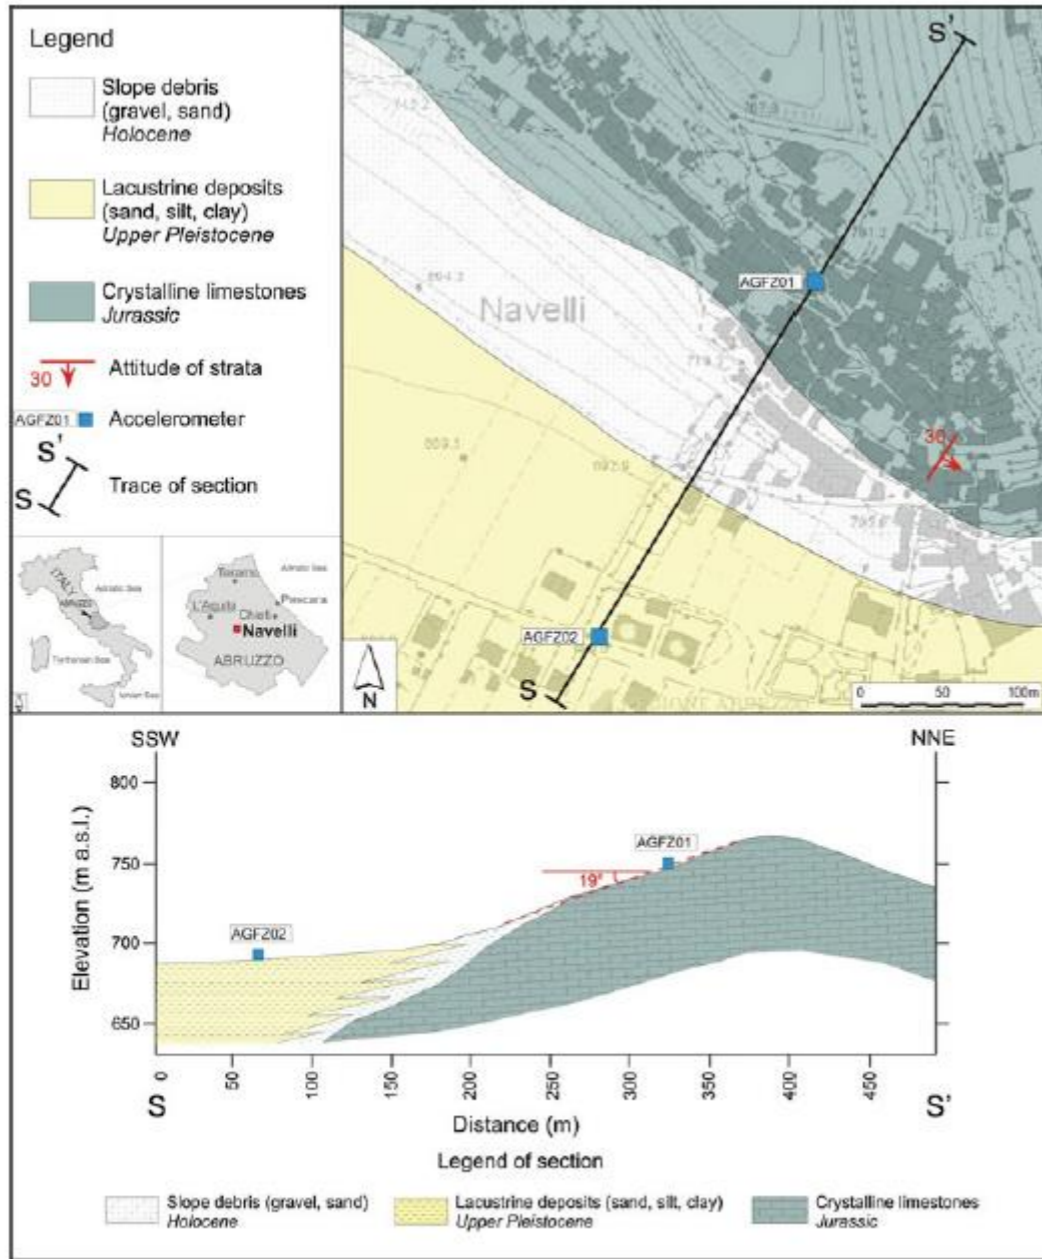 Legend
Slope debris
(gravel, sand)
Holocene
Lacustrine deposits
(sand, silt, clay)
Upper Pleistocene
Crystalline limestones
Jurassic
30
Attitude of strata
AGFZ01
Accelerometer
S'
S
Trace of section
ITALY
ABRUZZO
Adriatic Sea
Tyrrhenian Sea
Ionian Sea
Teramo
Adriatic Sea
Pescara
L'Aquila
Chieti
Navelli
ABRUZZO
S'
AGFZ01
Navelli
30
AGFZ02
S
N
0 50 100m
SSW
NNE
Elevation (m a.s.l.)
800
750
700
650
AGFZ01
19°
AGFZ02
0 50 100 150 200 250 300 350 400 450
S
S'
Distance (m)
Legend of section
Slope debris (gravel, sand)
Holocene
Lacustrine deposits (sand, silt, clay)
Upper Pleistocene
Crystalline limestones
Jurassic